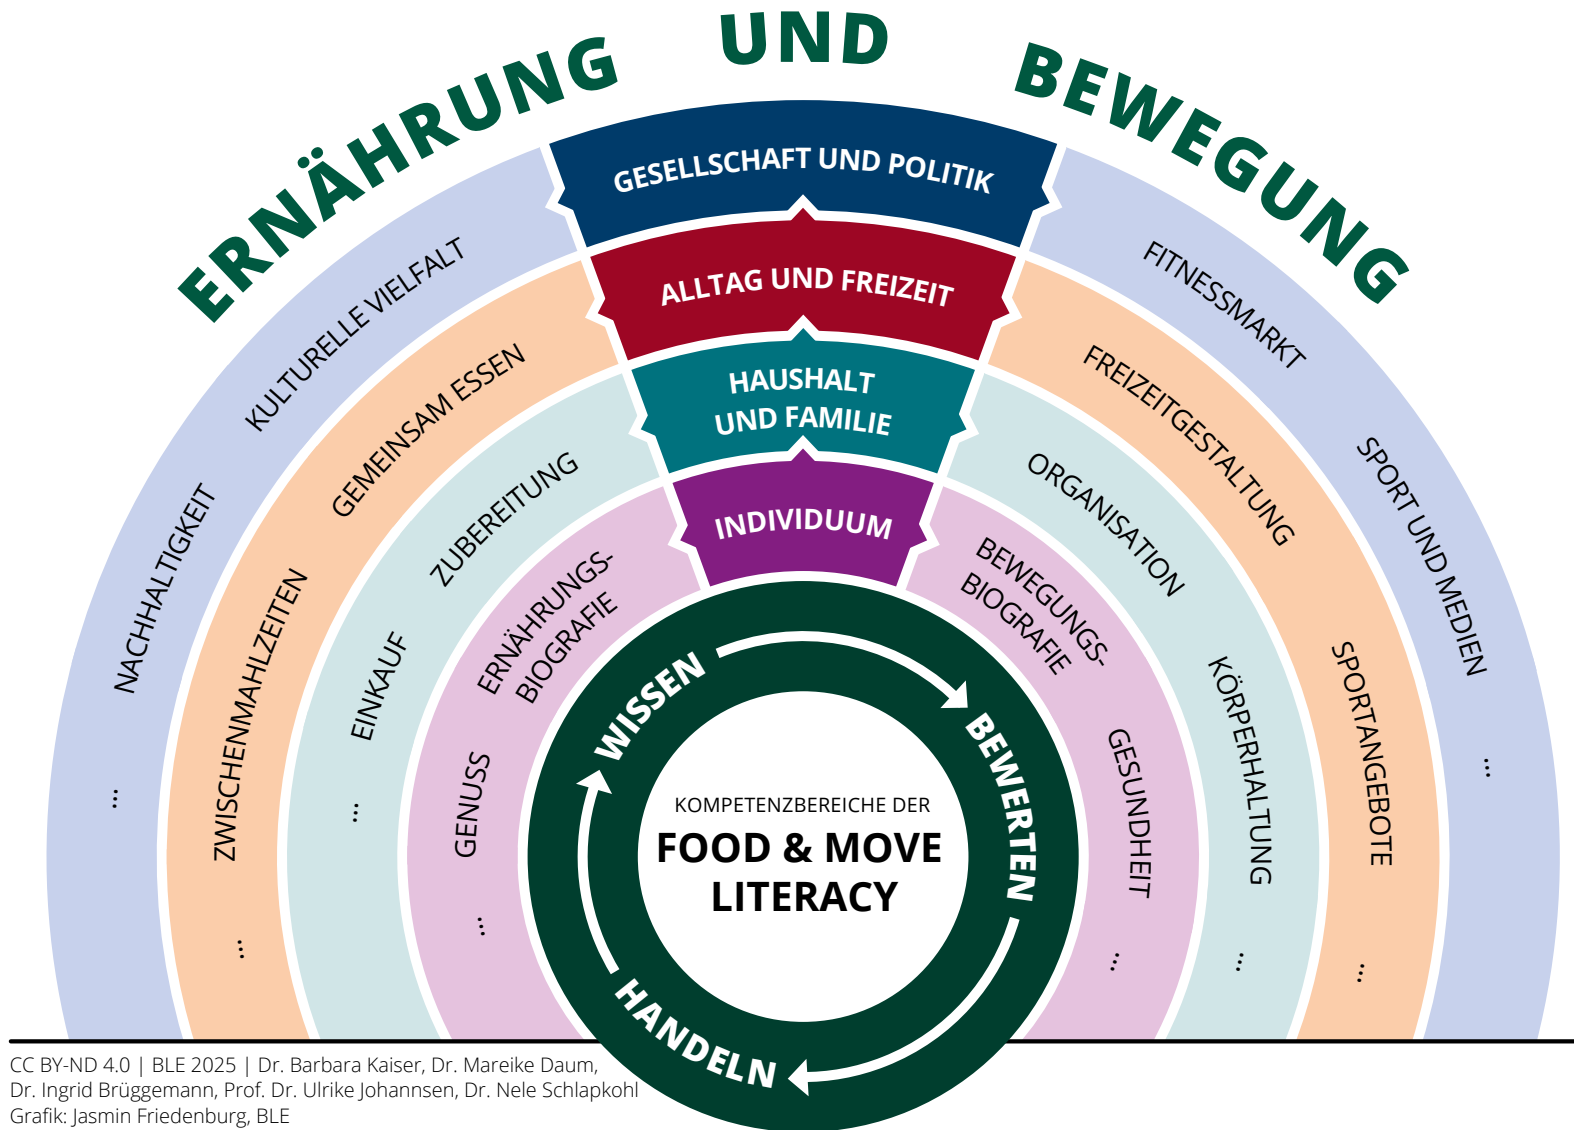 ERNÄHRUNG UND BEWEGUNG
GESELLSCHAFT UND POLITIK
ALLTAG UND FREIZEIT
HAUSHALT
UND FAMILIE
INDIVIDUUM
KULTURELLE VIELFALT
NACHHALTIGKEIT
...
GEMEINSAM ESSEN
ZWISCHENMAHLZEITEN
...
ZUBEREITUNG
EINKAUF
...
ERNÄHRUNGS-
BIOGRAFIE
GENUSS
...
FITNESSMARKT
SPORT UND MEDIEN
...
FREIZEITGESTALTUNG
SPORTANGEBOTE
...
ORGANISATION
KÖRPERHALTUNG
...
BEWEGUNGS-
BIOGRAFIE
GESUNDHEIT
...
WISSEN
BEWERTEN
HANDELN
KOMPETENZBEREICHE DER
FOOD & MOVE
LITERACY
CC BY-ND 4.0 | BLE 2025 | Dr. Barbara Kaiser, Dr. Mareike Daum,
Dr. Ingrid Brüggemann, Prof. Dr. Ulrike Johannsen, Dr. Nele Schlapkohl
Grafik: Jasmin Friedenburg, BLE